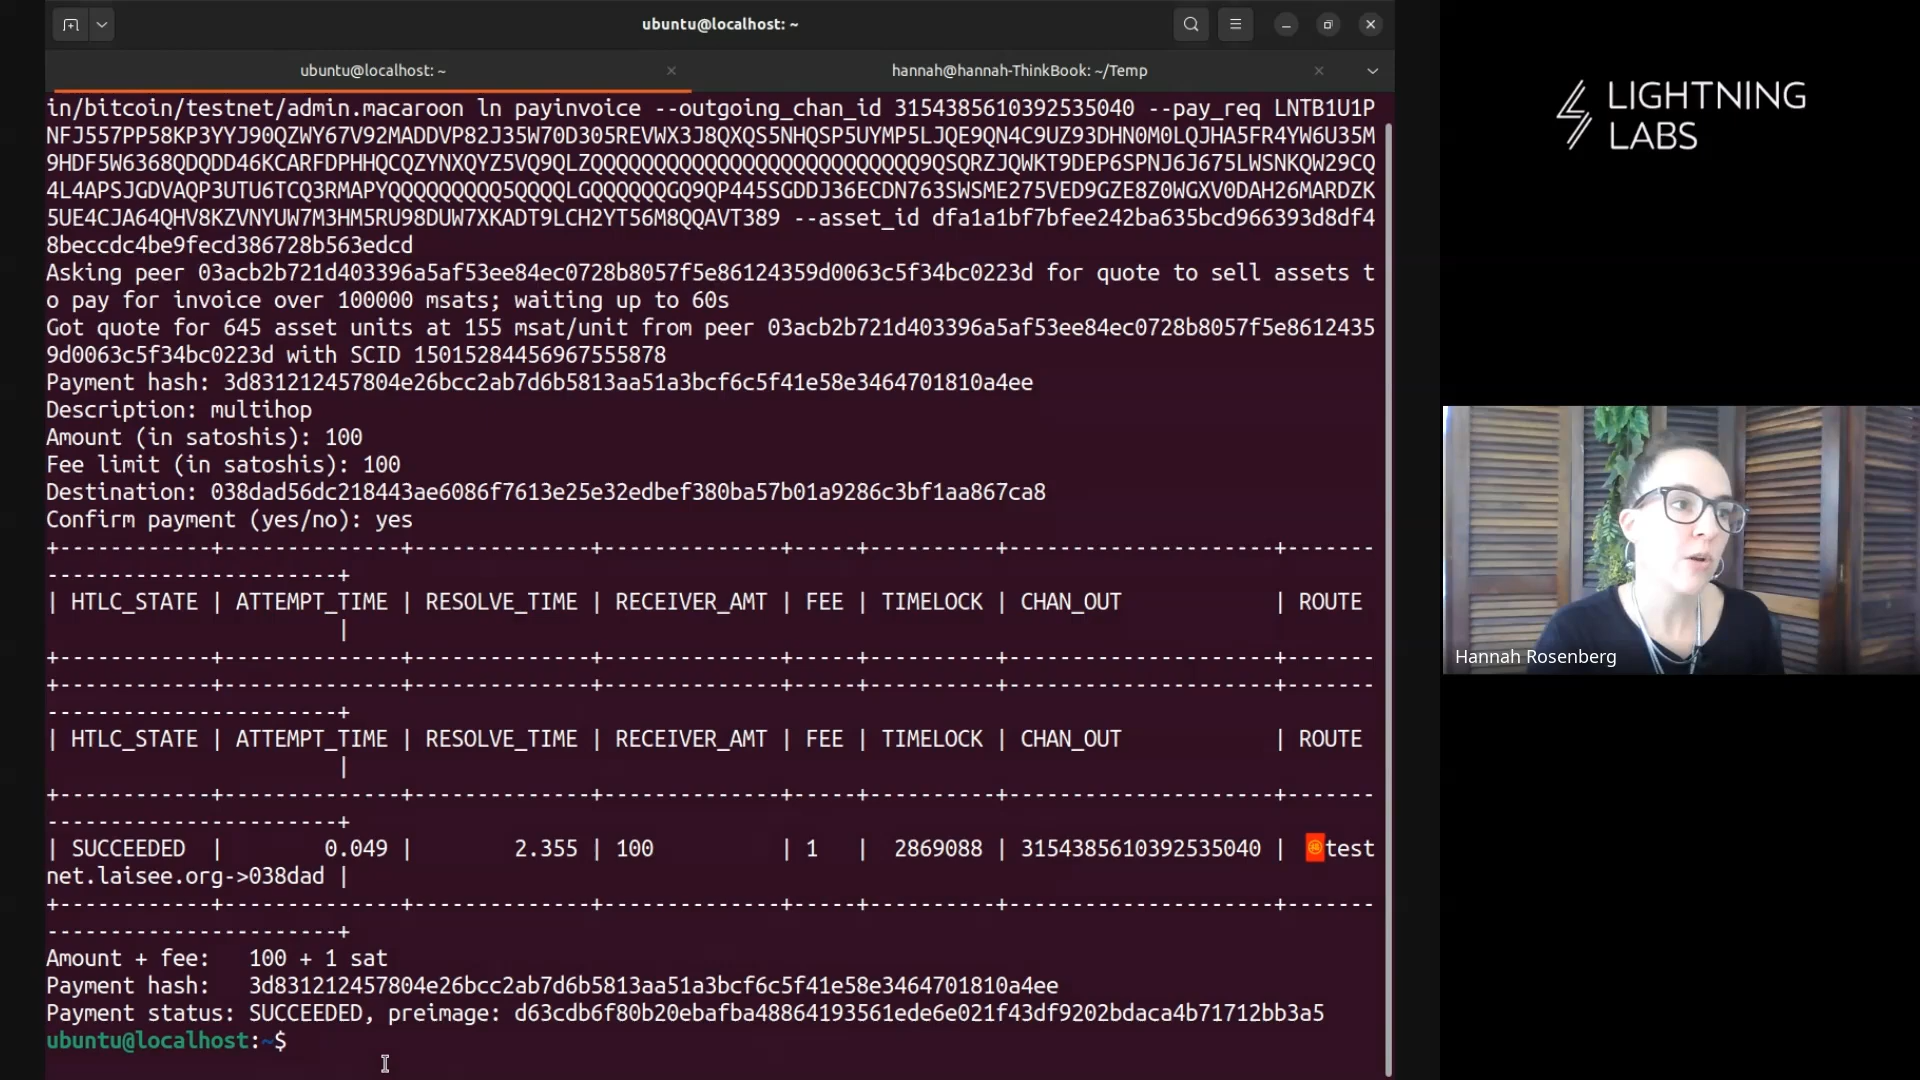 ubuntu@localhost: ~
ubuntu@localhost: ~
hannah@hannah-ThinkBook: ~/Temp
in/bitcoin/testnet/admin.macaroon ln payinvoice --outgoing_chan_id 3154385610392535040 --pay_req LNTB1U1P
NFJ557PP58KP3YYJ90QZWY67V92MADDVP82J35W70D305REVWX3J8QXQS5NHQSP5UYMP5LJQE9QN4C9UZ93DHN0M0LQJHA5FR4YW6U35M
9HDF5W6368QDQDD46KCARFDPHHQCQZYNXQYZ5VQ9QLZQQQQQQQQQQQQQQQQQQQQQQQQQQ9QSQRZJQWKT9DEP6SPNJ6J675LWSNKQW29CQ
4L4APSJGDVAQP3UTU6TCQ3RMAPYQQQQQQQQQ5QQQQLGQQQQQQGQ9QP445SGDDJ36ECDN763SWSME275VED9GZE8Z0WGXV0DAH26MARDZK
5UE4CJA64QHV8KZVNYUW7M3HM5RU98DUW7XKADT9LCH2YT56M8QQAVT389 --asset_id dfa1a1bf7bfee242ba635bcd966393d8df4
8beccdc4be9fecd386728b563edcd
Asking peer 03acb2b721d403396a5af53ee84ec0728b8057f5e86124359d0063c5f34bc0223d for quote to sell assets t
o pay for invoice over 100000 msats; waiting up to 60s
Got quote for 645 asset units at 155 msat/unit from peer 03acb2b721d403396a5af53ee84ec0728b8057f5e8612435
9d0063c5f34bc0223d with SCID 15015284456967555878
Payment hash: 3d831212457804e26bcc2ab7d6b5813aa51a3bcf6c5f41e58e3464701810a4ee
Description: multihop
Amount (in satoshis): 100
Fee limit (in satoshis): 100
Destination: 038dad56dc218443ae6086f7613e25e32edbef380ba57b01a9286c3bf1aa867ca8
Confirm payment (yes/no): yes
+------------+--------------+--------------+--------------+-----+----------+---------------------+-------
-----------------------+
| HTLC_STATE | ATTEMPT_TIME | RESOLVE_TIME | RECEIVER_AMT | FEE | TIMELOCK | CHAN_OUT            | ROUTE
                       |
+------------+--------------+--------------+--------------+-----+----------+---------------------+-------
+------------+--------------+--------------+--------------+-----+----------+---------------------+-------
-----------------------+
| HTLC_STATE | ATTEMPT_TIME | RESOLVE_TIME | RECEIVER_AMT | FEE | TIMELOCK | CHAN_OUT            | ROUTE
                       |
+------------+--------------+--------------+--------------+-----+----------+---------------------+-------
-----------------------+
| SUCCEEDED  |        0.049 |        2.355 | 100          | 1   |  2869088 | 3154385610392535040 | 🧧test
net.laisee.org->038dad |
+------------+--------------+--------------+--------------+-----+----------+---------------------+-------
-----------------------+
Amount + fee:   100 + 1 sat
Payment hash:   3d831212457804e26bcc2ab7d6b5813aa51a3bcf6c5f41e58e3464701810a4ee
Payment status: SUCCEEDED, preimage: d63cdb6f80b20ebafba48864193561ede6e021f43df9202bdaca4b71712bb3a5
ubuntu@localhost:~$
LIGHTNING
LABS
Hannah Rosenberg